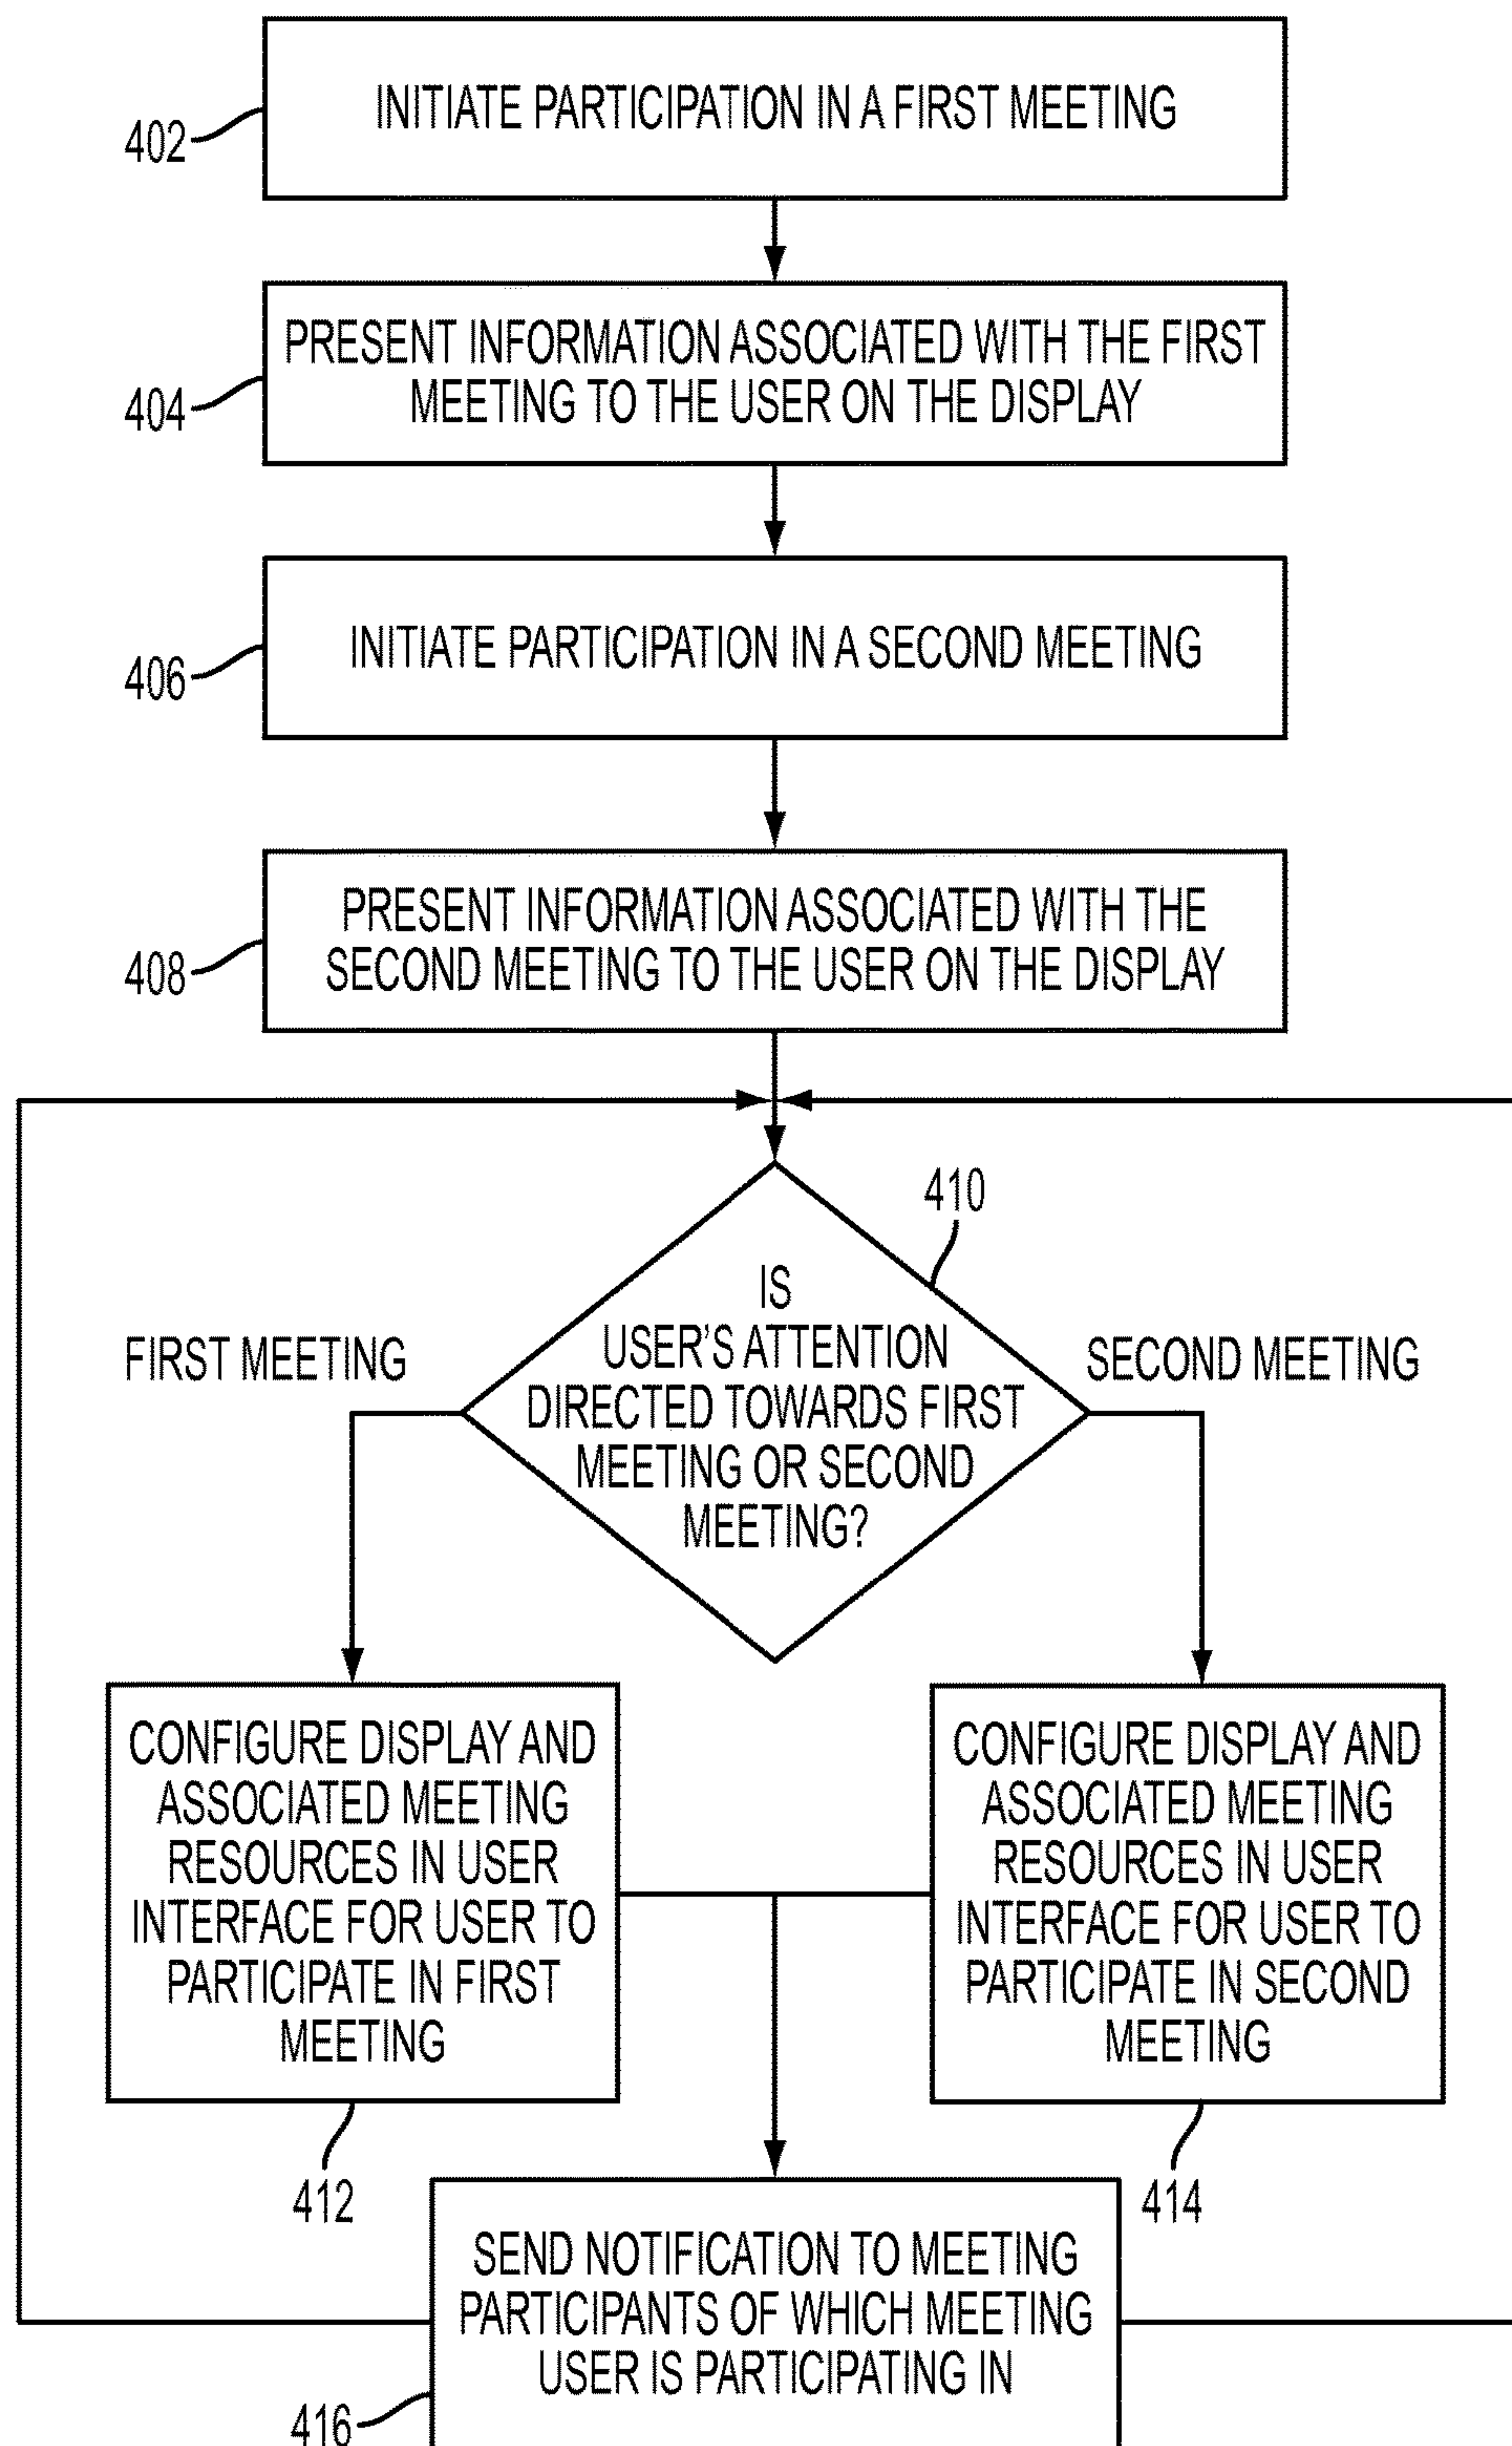 INITIATE PARTICIPATION IN A FIRST MEETING
402
PRESENT INFORMATION ASSOCIATED WITH THE FIRST
MEETING TO THE USER ON THE DISPLAY
404
INITIATE PARTICIPATION IN A SECOND MEETING
406
PRESENT INFORMATION ASSOCIATED WITH THE
SECOND MEETING TO THE USER ON THE DISPLAY
408
410
IS
USER'S ATTENTION
DIRECTED TOWARDS FIRST
MEETING OR SECOND
MEETING?
FIRST MEETING
SECOND MEETING
CONFIGURE DISPLAY AND
ASSOCIATED MEETING
RESOURCES IN USER
INTERFACE FOR USER TO
PARTICIPATE IN FIRST
MEETING
412
CONFIGURE DISPLAY AND
ASSOCIATED MEETING
RESOURCES IN USER
INTERFACE FOR USER TO
PARTICIPATE IN SECOND
MEETING
414
SEND NOTIFICATION TO MEETING
PARTICIPANTS OF WHICH MEETING
USER IS PARTICIPATING IN
416